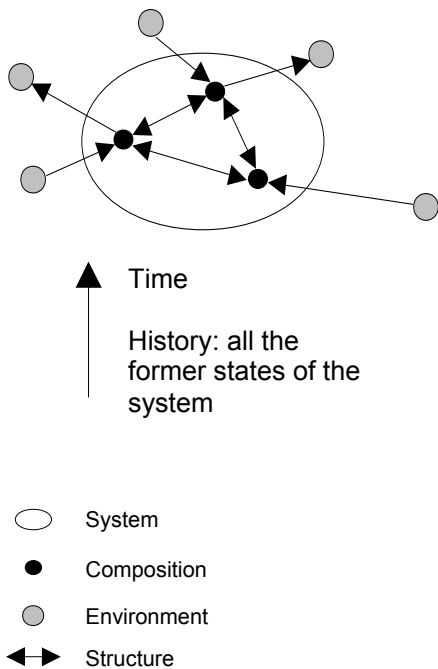 Time
History: all the
former states of the
system
System
Composition
Environment
Structure